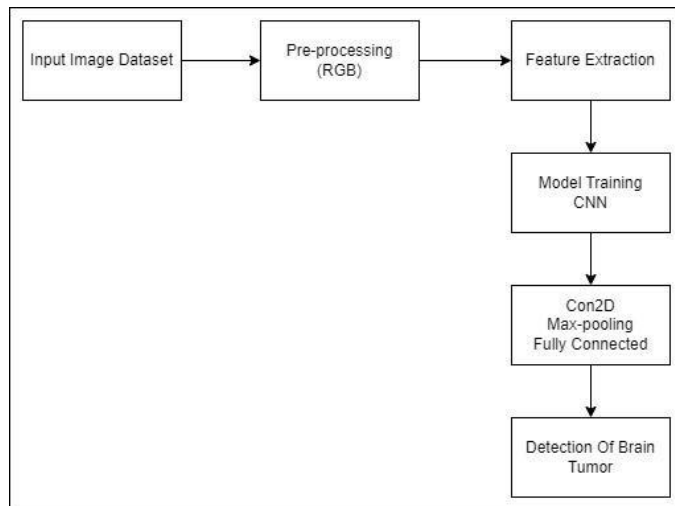 Input Image Dataset
Pre-processing
(RGB)
Feature Extraction
Model Training
CNN
Con2D
Max-pooling
Fully Connected
Detection Of Brain
Tumor